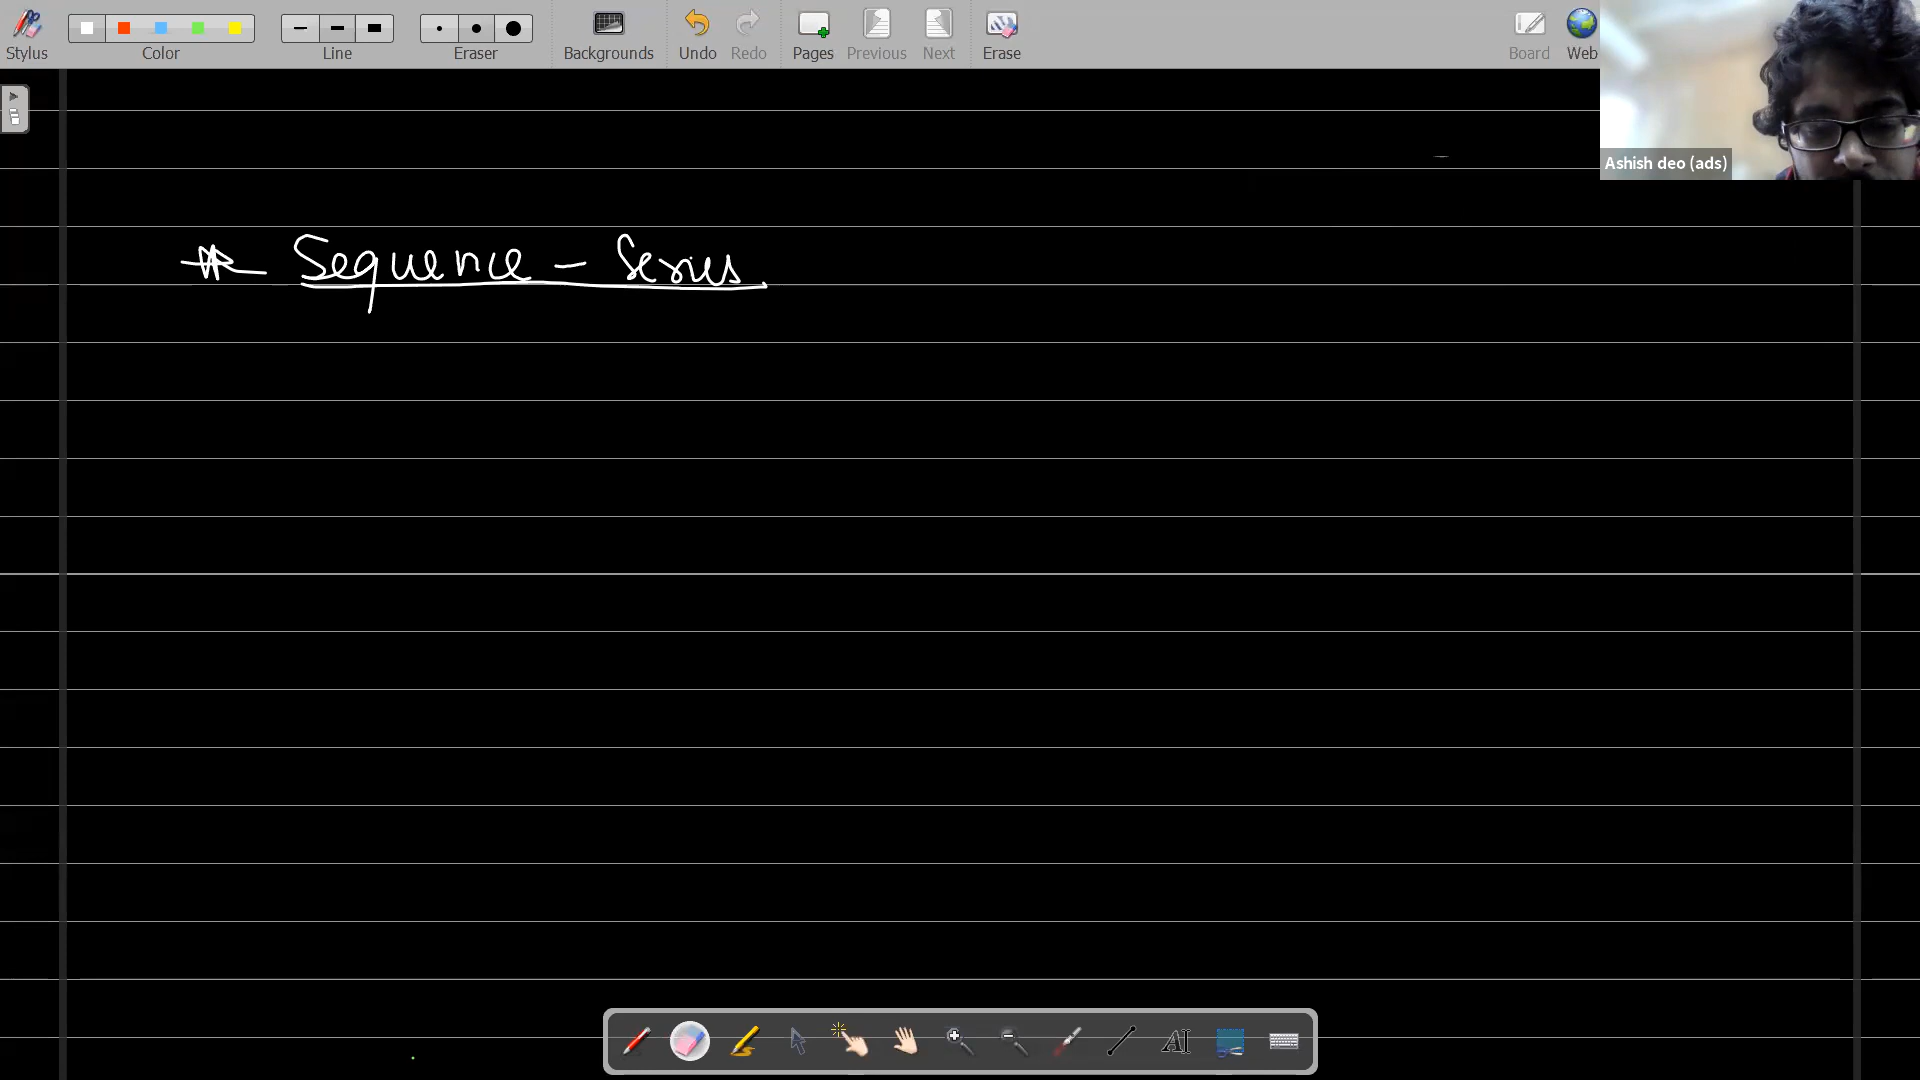 Stylus Color Line Eraser Backgrounds Undo Redo Pages Previous Next Erase Board Web
Ashish deo (ads)
Sequence - Series